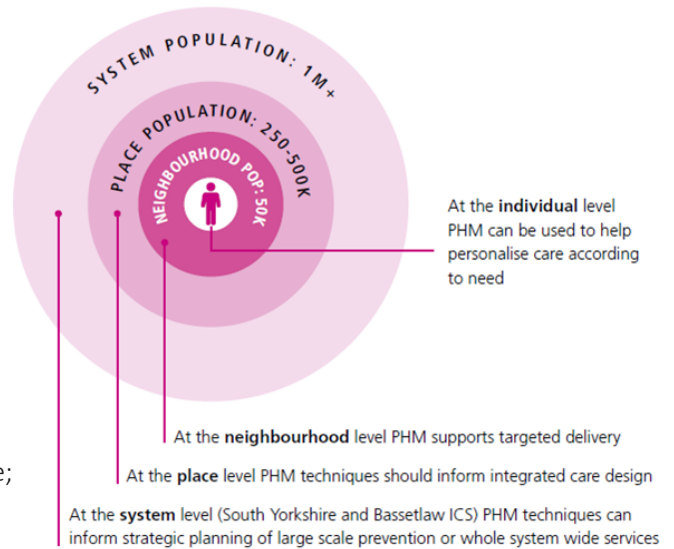 SYSTEM POPULATION: 1M+
PLACE POPULATION: 250-500K
NEIGHBOURHOOD POP: 50K
At the individual level
PHM can be used to help
personalise care according
to need
At the neighbourhood level PHM supports targeted delivery
e;
At the place level PHM techniques should inform integrated care design
At the system level (South Yorkshire and Bassetlaw ICS) PHM techniques can
inform strategic planning of large scale prevention or whole system wide services